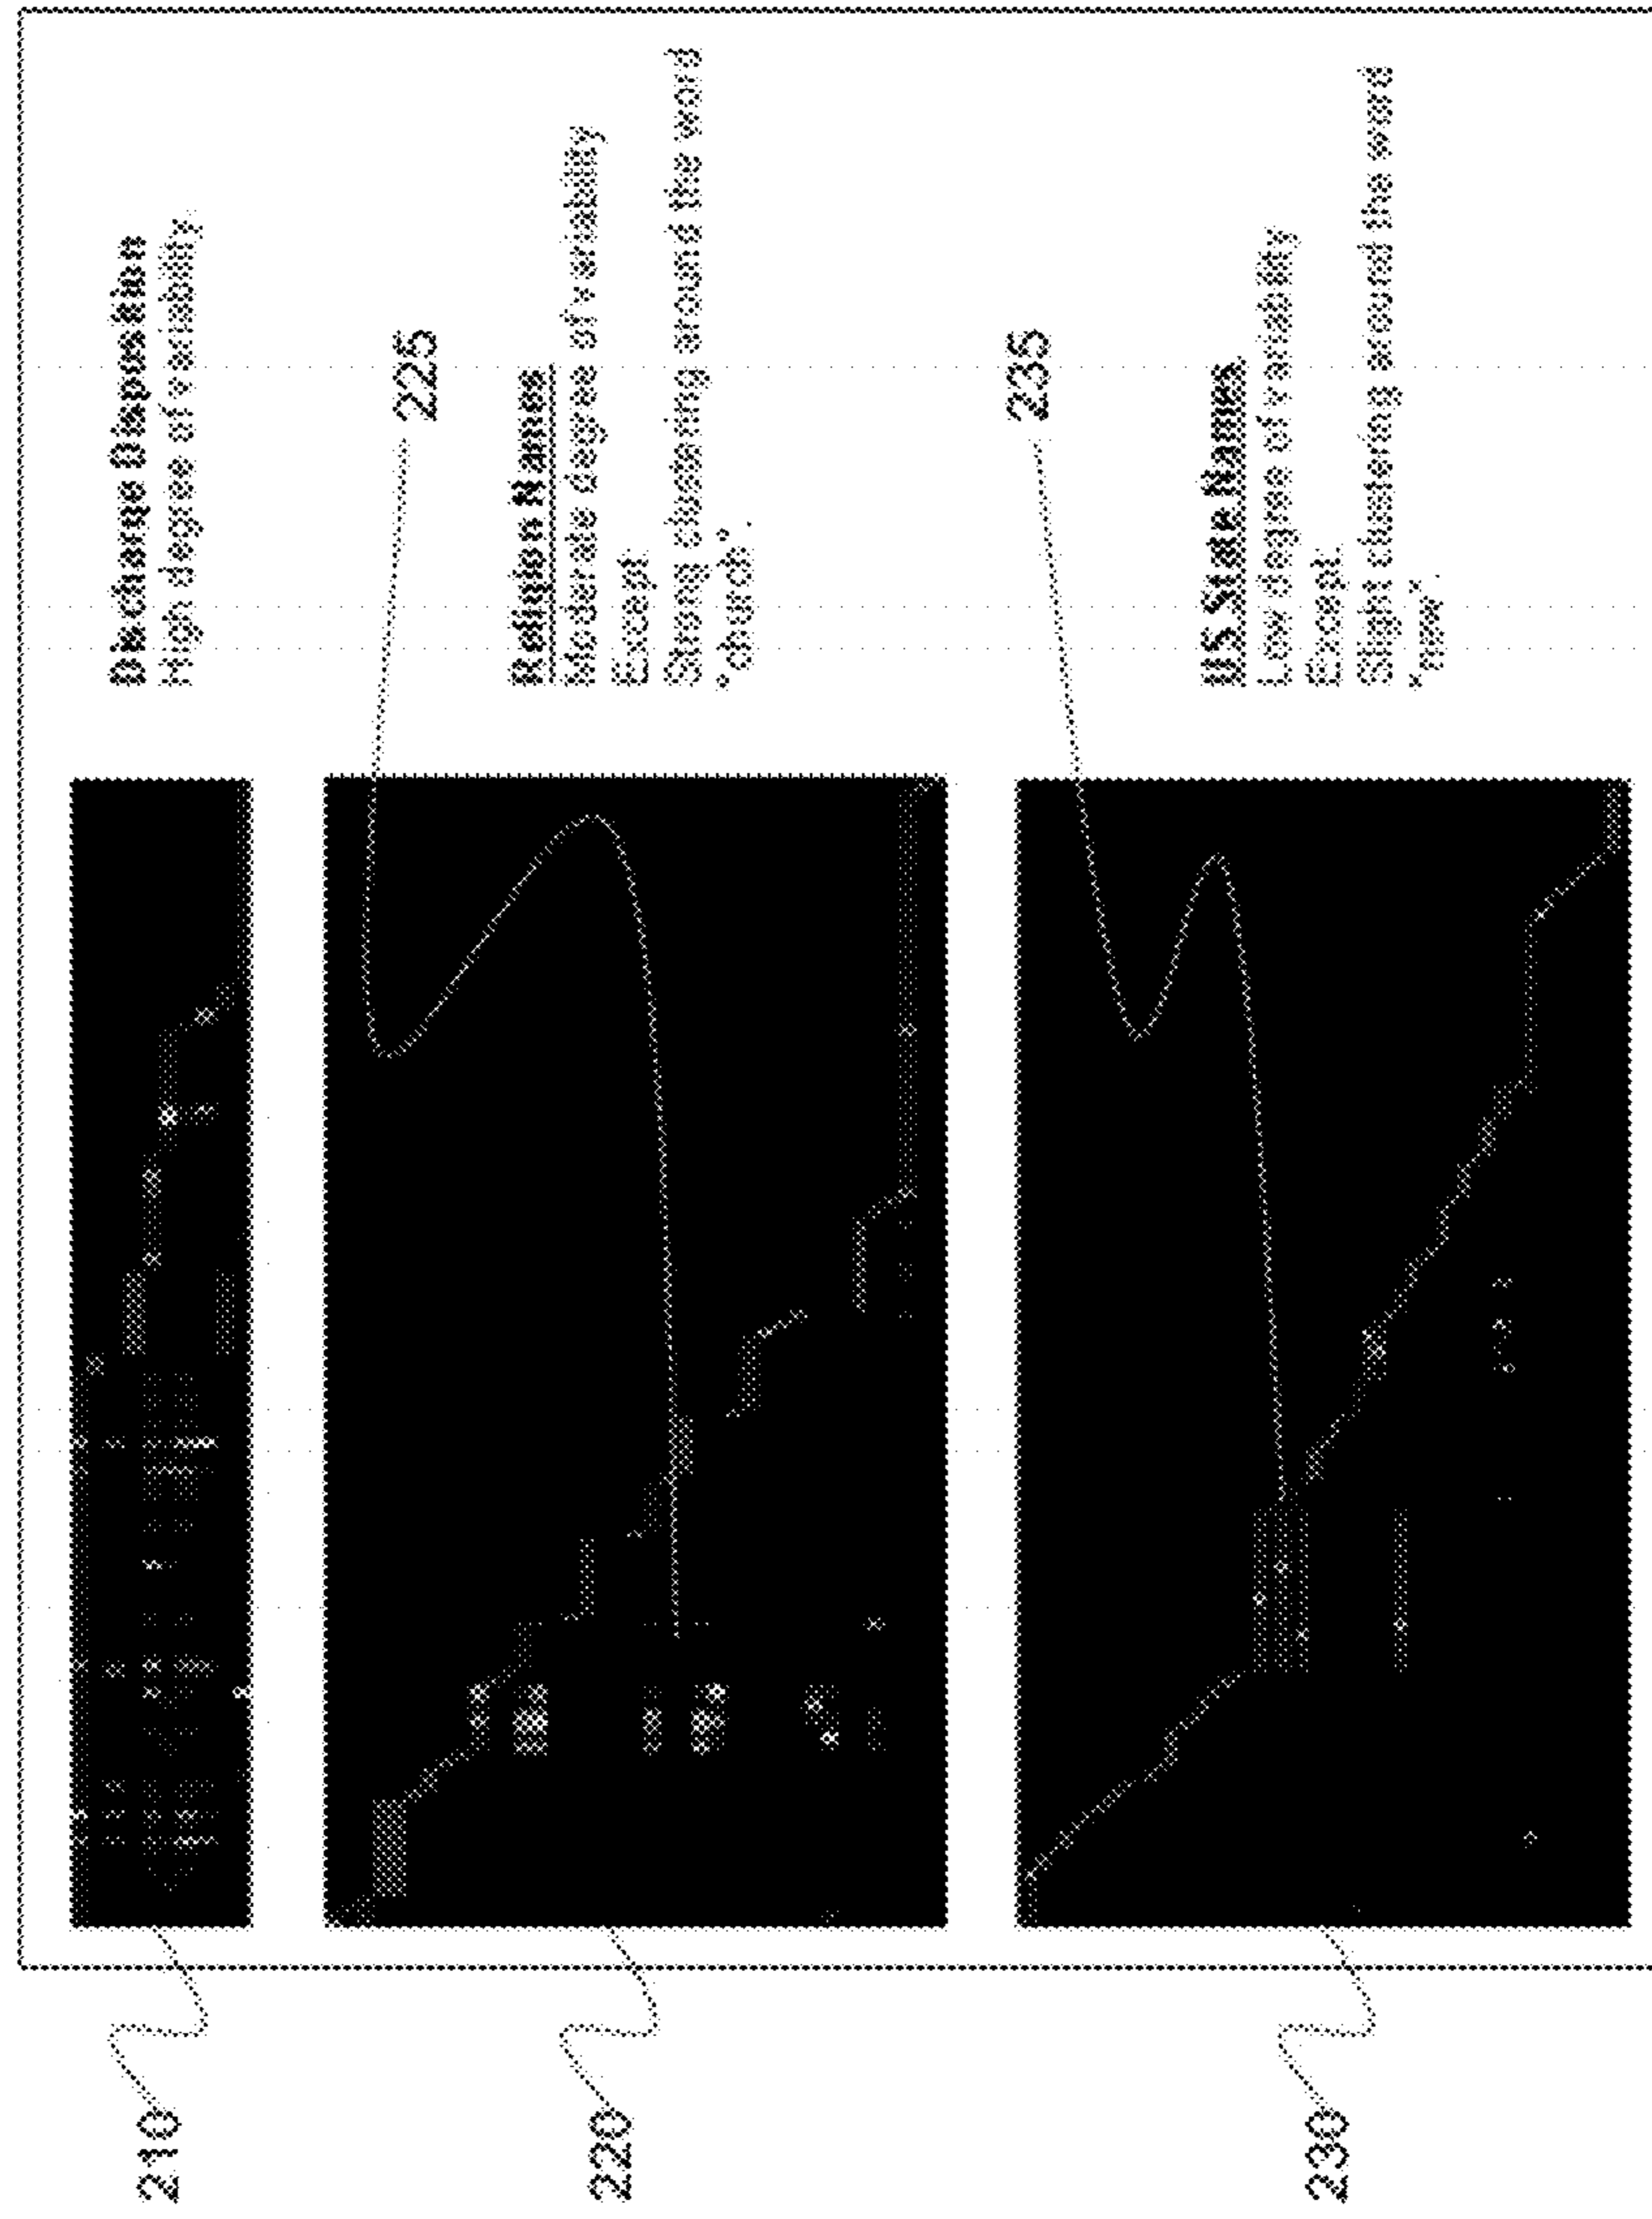 210
Discharge Disposition
High degree of variability
225
220
Religion Names
Moderate degree of variability
Except:
Strong clustering around the word
"church".
235
230
US State Names
Low degree of variability
Except:
Slight clustering around the word
"new".